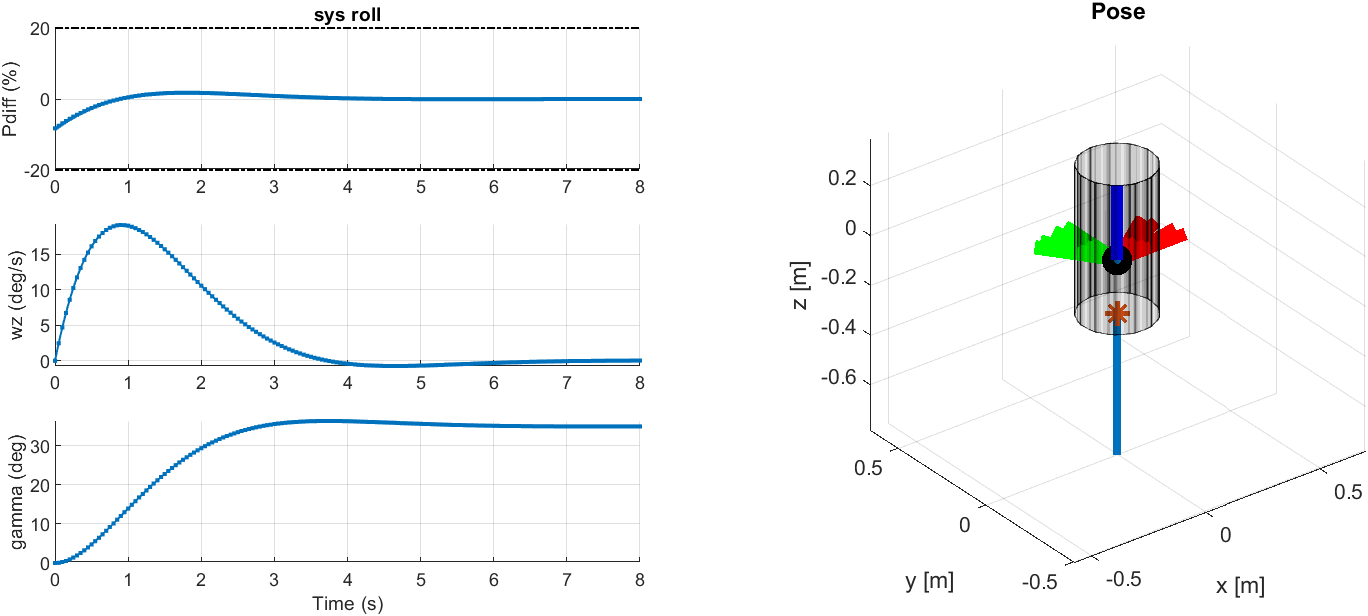 sys roll
Pdiff (%)
20
0
-20
0 1 2 3 4 5 6 7 8
wz (deg/s)
15
10
5
0
0 1 2 3 4 5 6 7 8
gamma (deg)
30
20
10
0
0 1 2 3 4 5 6 7 8
Time (s)
Pose
z [m]
0.2
0
-0.2
-0.4
-0.6
0.5
0
-0.5
y [m]
-0.5
0
0.5
x [m]